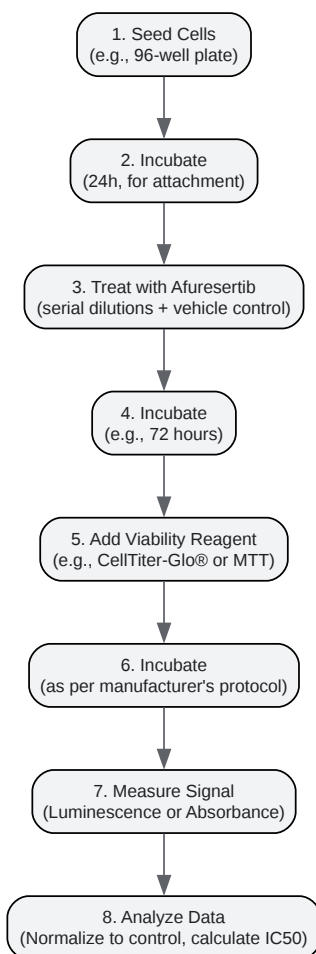 1. Seed Cells
(e.g., 96-well plate)
2. Incubate
(24h, for attachment)
3. Treat with Afuresertib
(serial dilutions + vehicle control)
4. Incubate
(e.g., 72 hours)
5. Add Viability Reagent
(e.g., CellTiter-Glo® or MTT)
6. Incubate
(as per manufacturer's protocol)
7. Measure Signal
(Luminescence or Absorbance)
8. Analyze Data
(Normalize to control, calculate IC50)